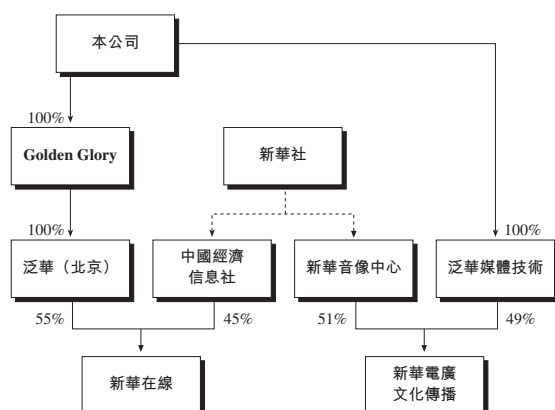 本公司
100%
Golden Glory
新華社
100%
100%
泛華（北京）
中國經濟
信息社
新華音像中心
泛華媒體技術
55%
45%
51%
49%
新華在線
新華電廣
文化傳播